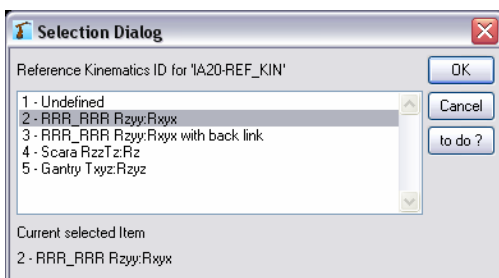 Selection Dialog
Reference Kinematics ID for 'IA20-REF_KIN'
OK
1 - Undefined
2 - RRR_RRR Rzyy:Rxyx
3 - RRR_RRR Rzyy:Rxyx with back link
4 - Scara RzzTz:Rz
5 - Gantry Txyz:Rzyz
Cancel
to do ?
Current selected Item
2 - RRR_RRR Rzyy:Rxyx